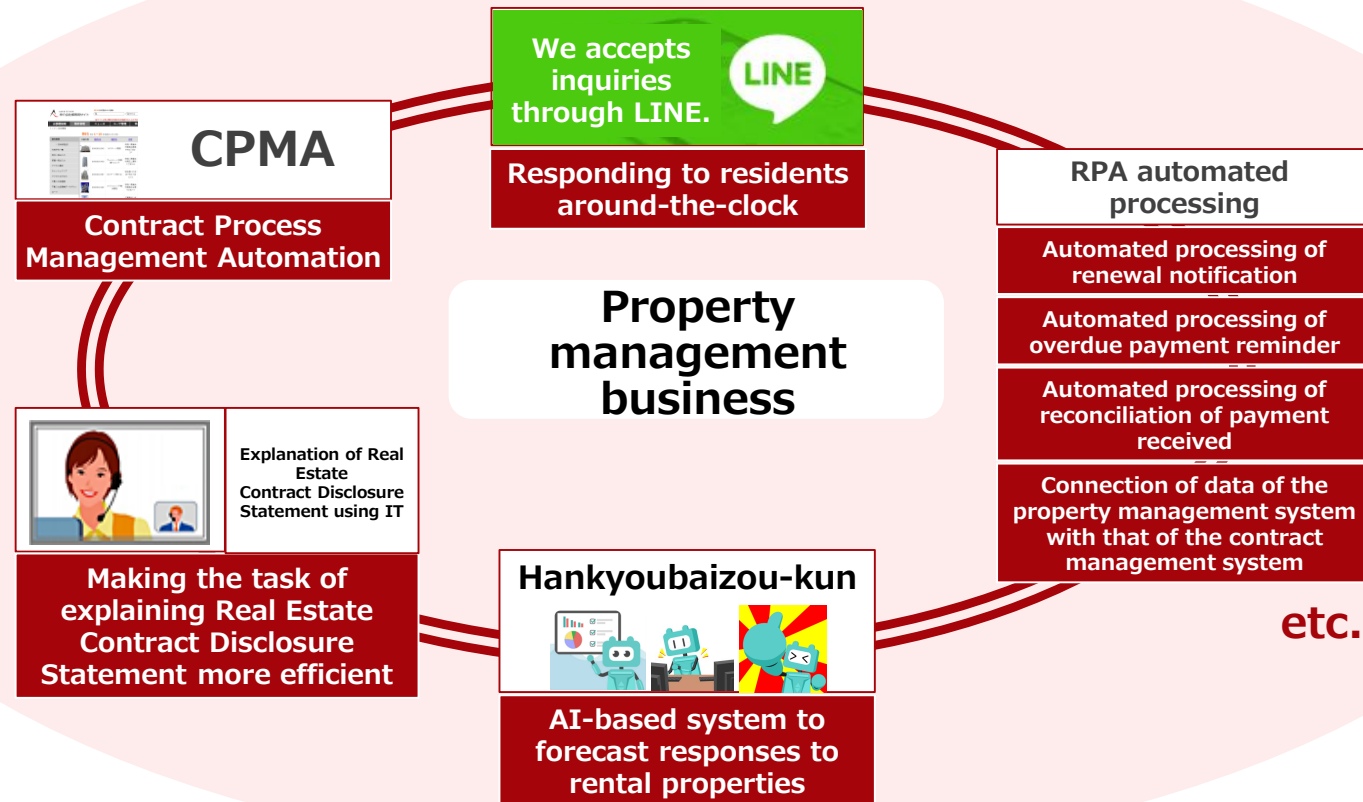 We accepts
inquiries
through LINE.
LINE
Responding to residents
around-the-clock
CPMA
Contract Process
Management Automation
RPA automated
processing
Automated processing of
renewal notification
Automated processing of
overdue payment reminder
Automated processing of
reconciliation of payment
received
Connection of data of the
property management system
with that of the contract
management system
etc.
Property
management
business
Explanation of Real
Estate
Contract Disclosure
Statement using IT
Making the task of
explaining Real Estate
Contract Disclosure
Statement more efficient
Hankyoubaizou-kun
AI-based system to
forecast responses to
rental properties